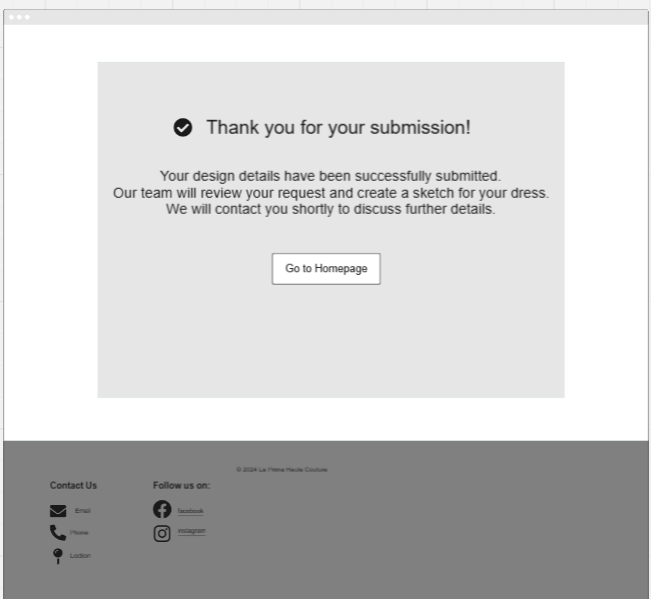 Thank you for your submission!
Your design details have been successfully submitted.
Our team will review your request and create a sketch for your dress.
We will contact you shortly to discuss further details.
Go to Homepage
© 2024 La Haute Couture
Contact Us
Follow us on:
Email
facebook
Phone
instagram
Location